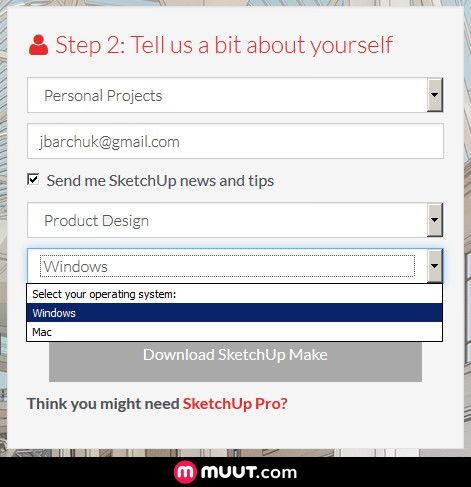 Step 2: Tell us a bit about yourself
Personal Projects
jbarchuk@gmail.com
Send me SketchUp news and tips
Product Design
Windows
Select your operating system:
Windows
Mac
Download SketchUp Make
Think you might need SketchUp Pro?
m muut.com